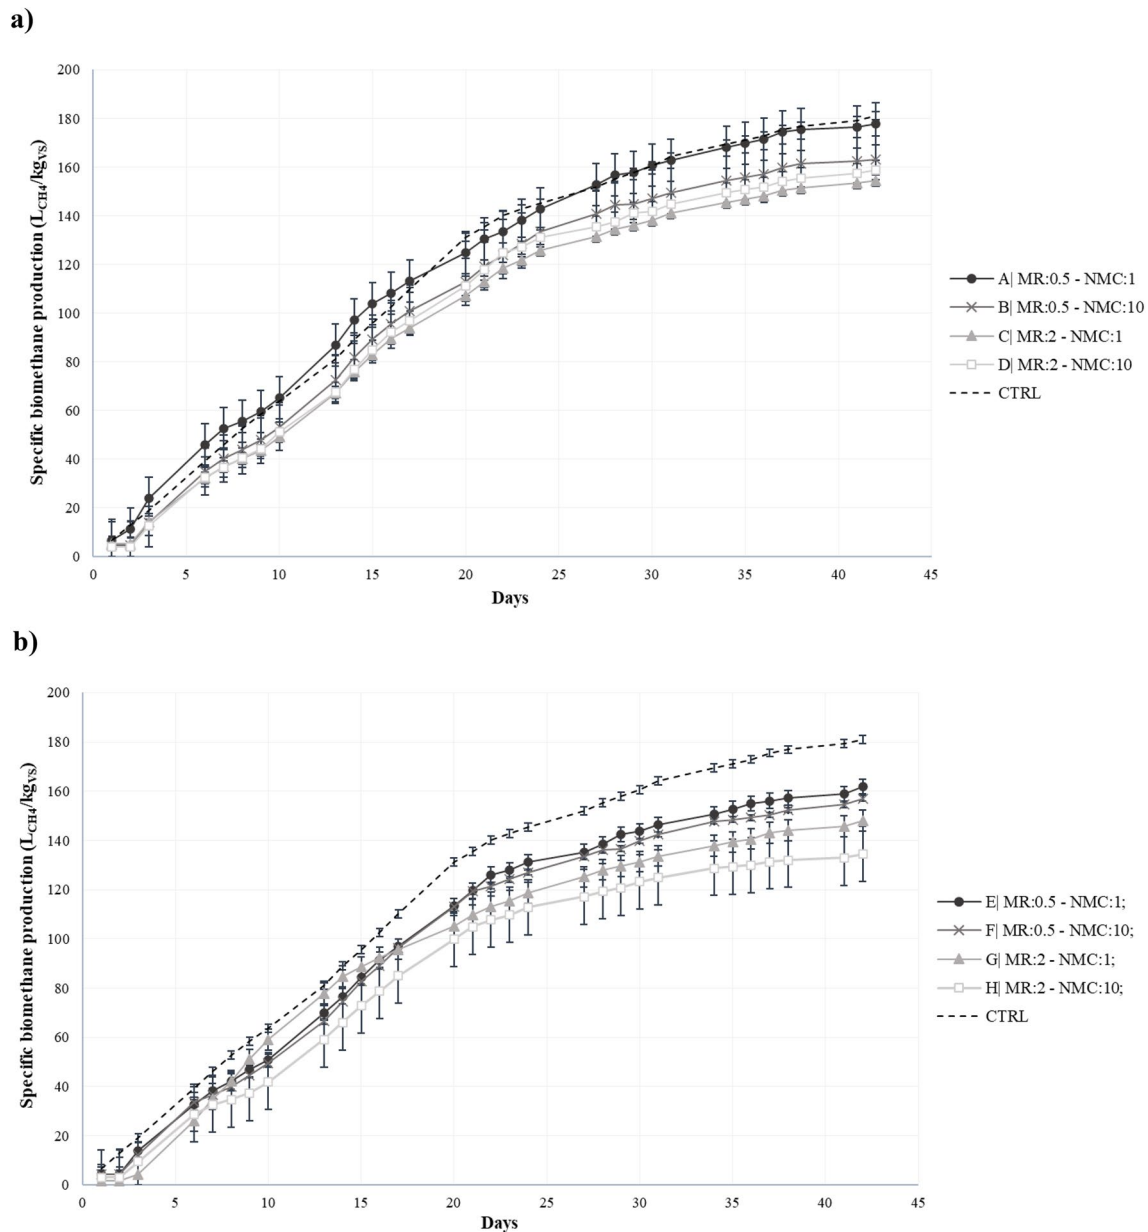 a)
Specific biomethane production (L_CH4/kg_VS)
200
180
160
140
120
100
80
60
40
20
0
0 5 10 15 20 25 30 35 40 45
Days
A| MR:0.5 - NMC:1
B| MR:0.5 - NMC:10
C| MR:2 - NMC:1
D| MR:2 - NMC:10
CTRL
b)
Specific biomethane production (L_CH4/kg_VS)
200
180
160
140
120
100
80
60
40
20
0
0 5 10 15 20 25 30 35 40 45
Days
E| MR:0.5 - NMC:1;
F| MR:0.5 - NMC:10;
G| MR:2 - NMC:1;
H| MR:2 - NMC:10;
CTRL